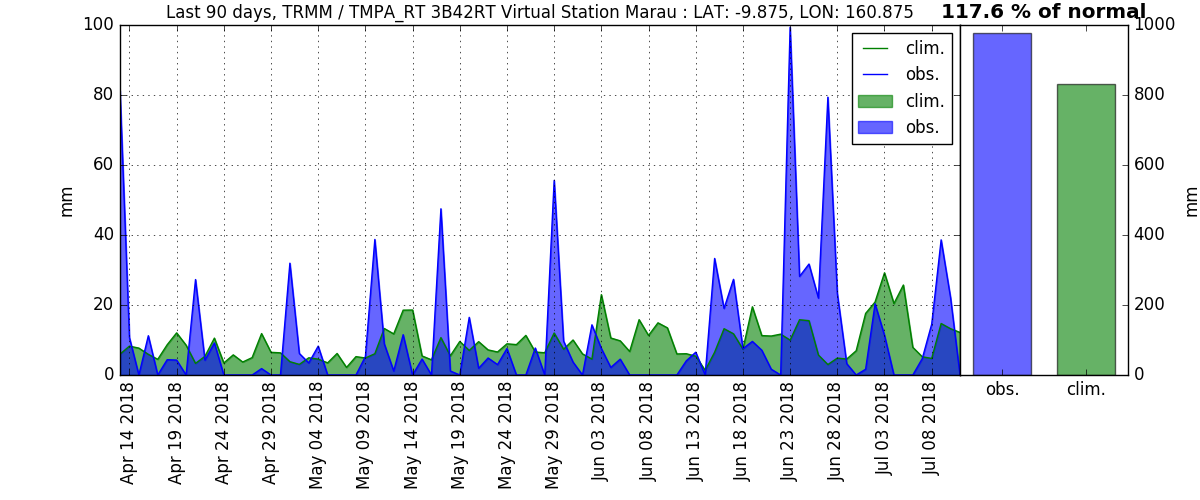 Last 90 days, TRMM / TMPA_RT 3B42RT Virtual Station Marau : LAT: -9.875, LON: 160.875
117.6 % of normal
100
80
60
40
20
0
mm
clim.
obs.
clim.
obs.
1000
800
600
400
200
0
mm
Apr 14 2018
Apr 19 2018
Apr 24 2018
Apr 29 2018
May 04 2018
May 09 2018
May 14 2018
May 19 2018
May 24 2018
May 29 2018
Jun 03 2018
Jun 08 2018
Jun 13 2018
Jun 18 2018
Jun 23 2018
Jun 28 2018
Jul 03 2018
Jul 08 2018
obs.
clim.